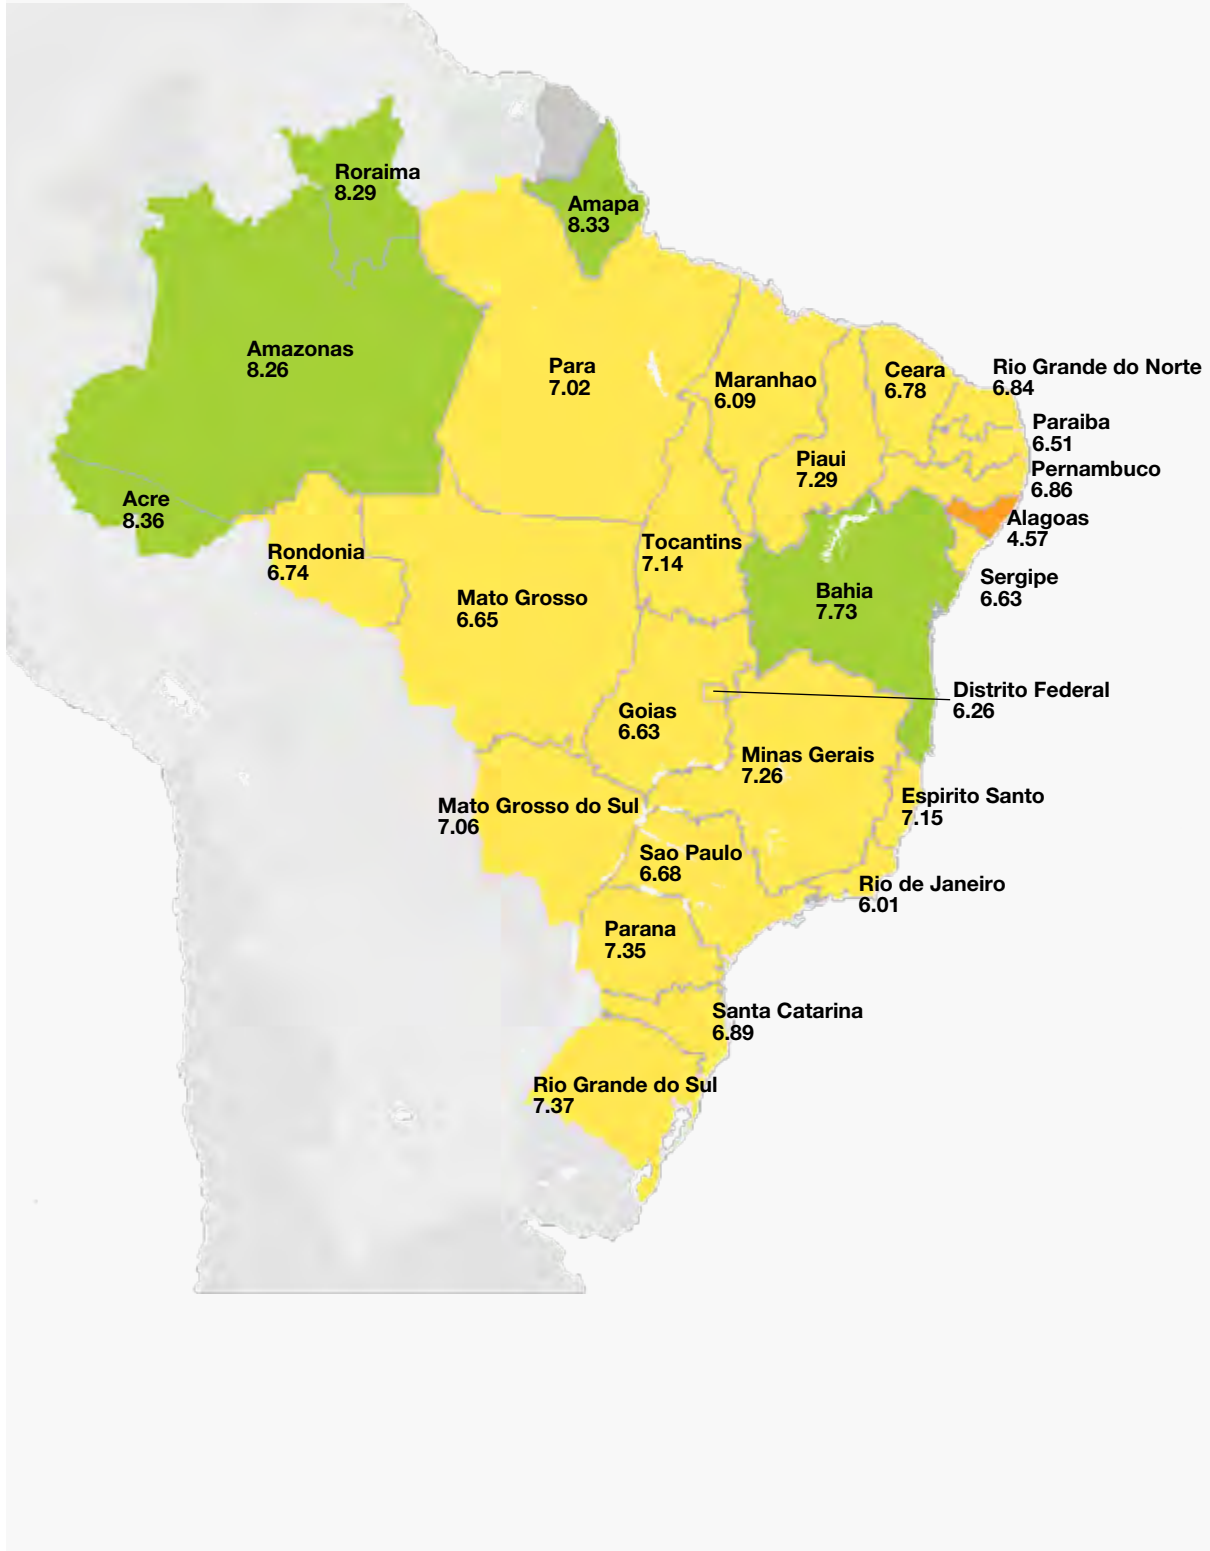 Roraima
8.29
Amapa
8.33
Amazonas
8.26
Para
7.02
Maranhao
6.09
Ceara
6.78
Rio Grande do Norte
6.84
Paraiba
6.51
Piaui
7.29
Pernambuco
6.86
Acre
8.36
Alagoas
4.57
Rondonia
6.74
Tocantins
7.14
Mato Grosso
6.65
Bahia
7.73
Sergipe
6.63
Distrito Federal
6.26
Goias
6.63
Minas Gerais
7.26
Mato Grosso do Sul
7.06
Espirito Santo
7.15
Sao Paulo
6.68
Rio de Janeiro
6.01
Parana
7.35
Santa Catarina
6.89
Rio Grande do Sul
7.37